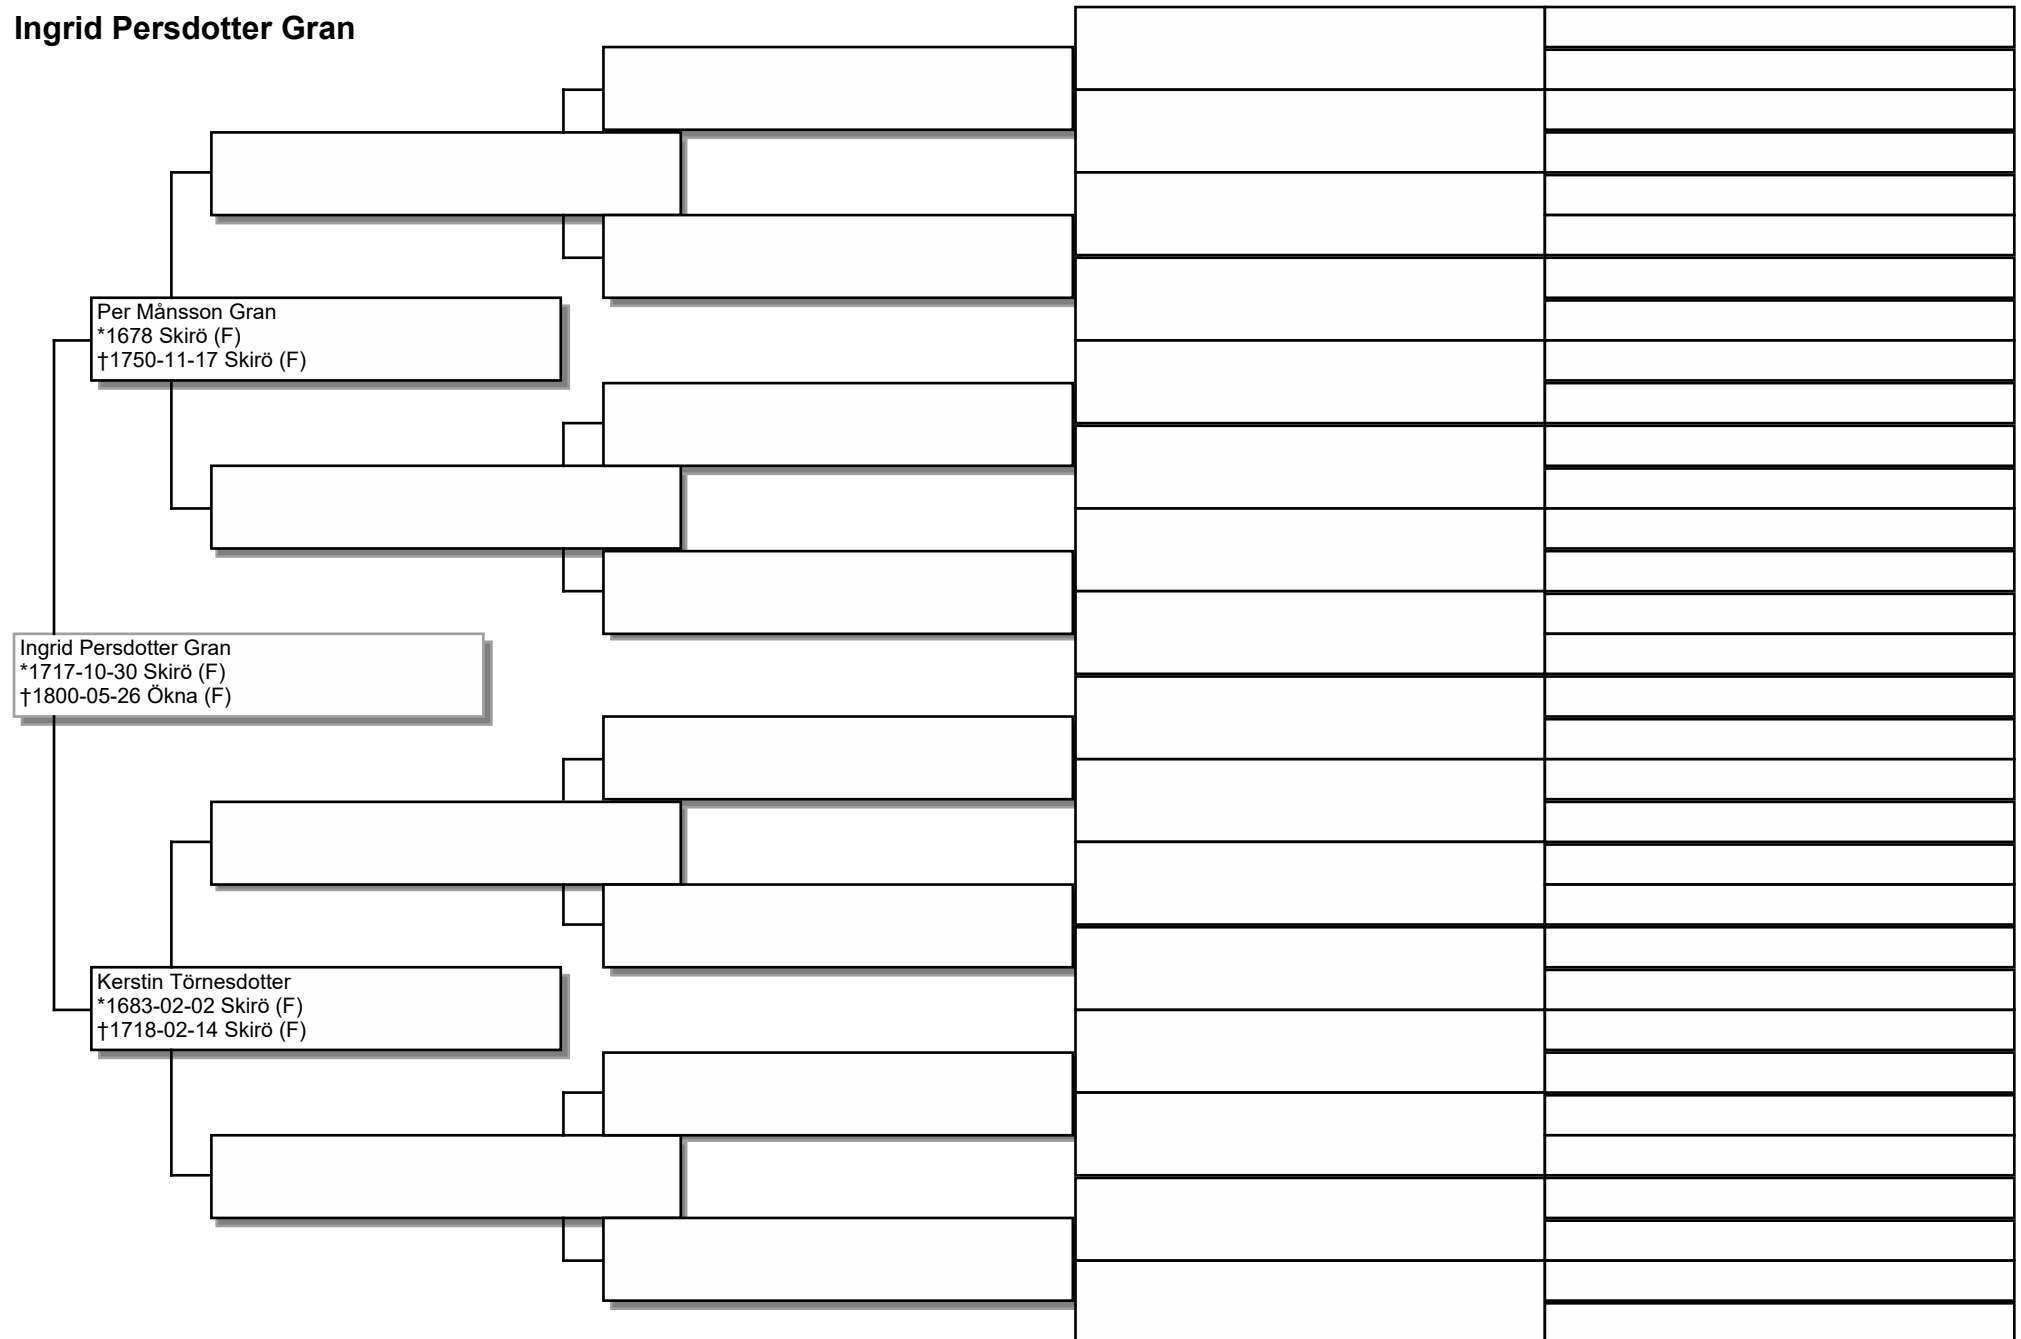 Ingrid Persdotter Gran
Per Månsson Gran
*1678 Skirö (F)
†1750-11-17 Skirö (F)
Ingrid Persdotter Gran
*1717-10-30 Skirö (F)
†1800-05-26 Ökna (F)
Kerstin Törnesdotter
*1683-02-02 Skirö (F)
†1718-02-14 Skirö (F)